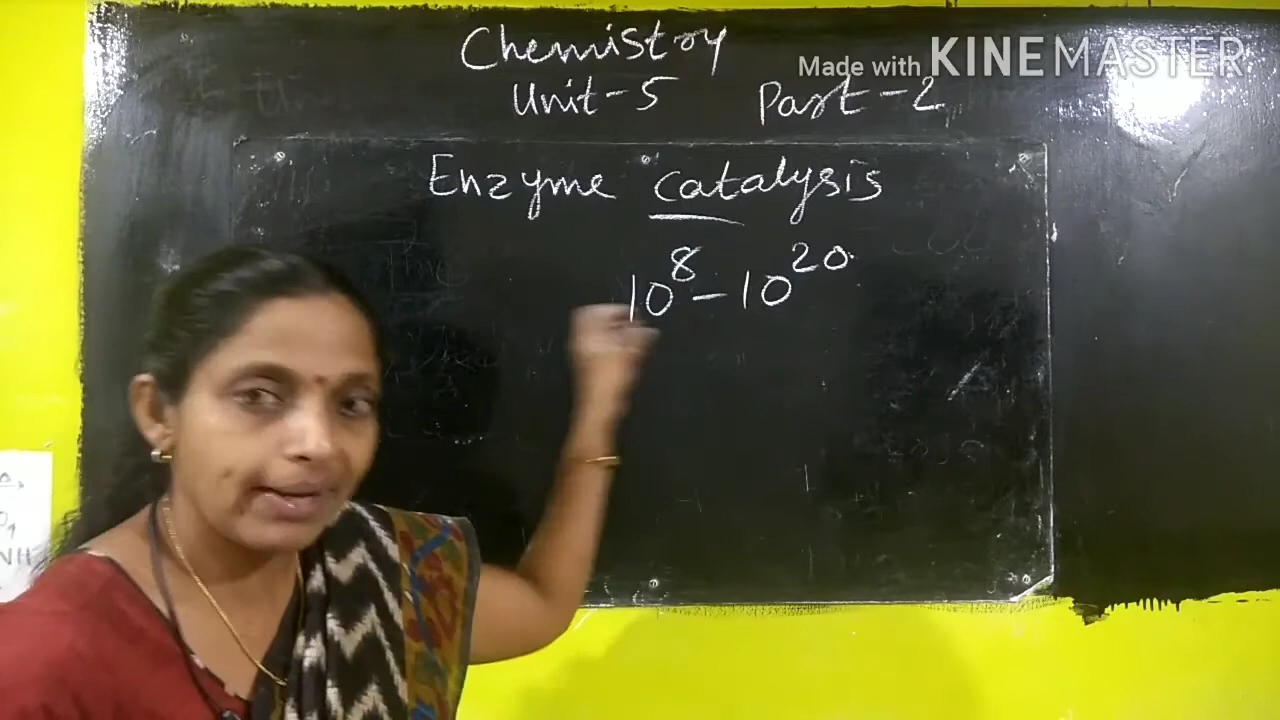 Chemistry
Made with KINEMASTER
Unit-5 Part-2
Enzyme catalysis
10⁸-10²⁰